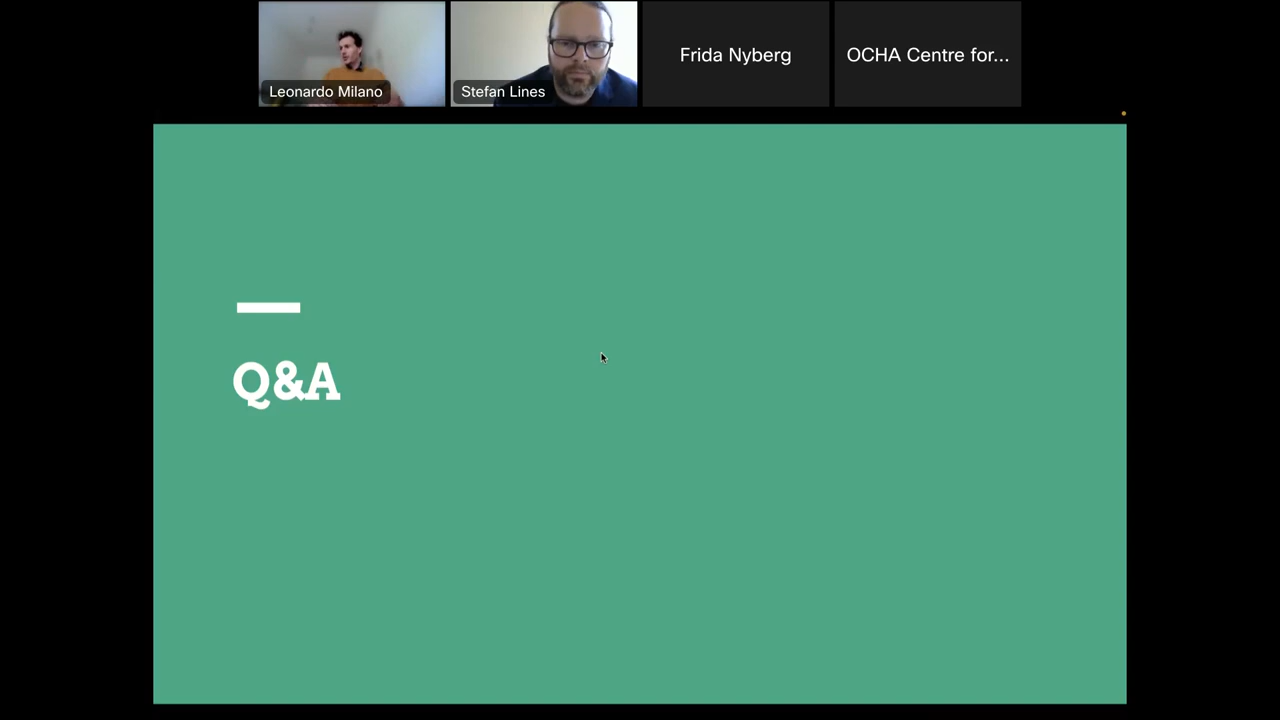 Leonardo Milano
Stefan Lines
Frida Nyberg
OCHA Centre for...
Q&A